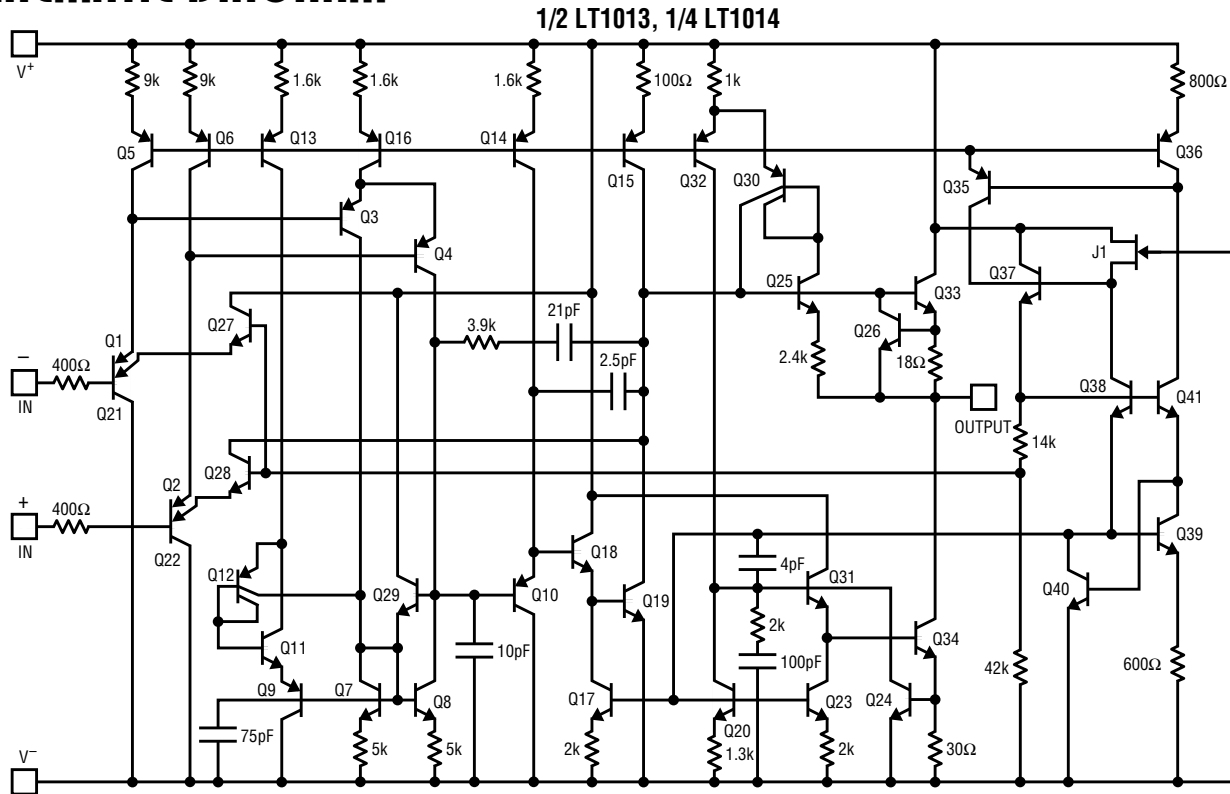 1/2 LT1013, 1/4 LT1014
V+
9k
9k
1.6k
1.6k
1.6k
100Ω
1k
800Ω
Q5
Q6
Q13
Q16
Q14
Q15
Q32
Q30
Q35
Q36
Q3
Q4
J1
Q25
Q33
Q37
Q27
21pF
3.9k
Q26
Q1
2.5pF
2.4k
18Ω
–
400Ω
IN
Q21
Q38
Q41
OUTPUT
14k
Q28
Q2
+
400Ω
IN
Q22
Q39
Q18
4pF
Q31
Q12
Q29
Q10
Q19
Q40
2k
Q34
Q11
10pF
100pF
42k
600Ω
Q9
Q7
Q8
Q17
Q23
Q24
Q20
75pF
5k
5k
2k
1.3k
2k
30Ω
V–